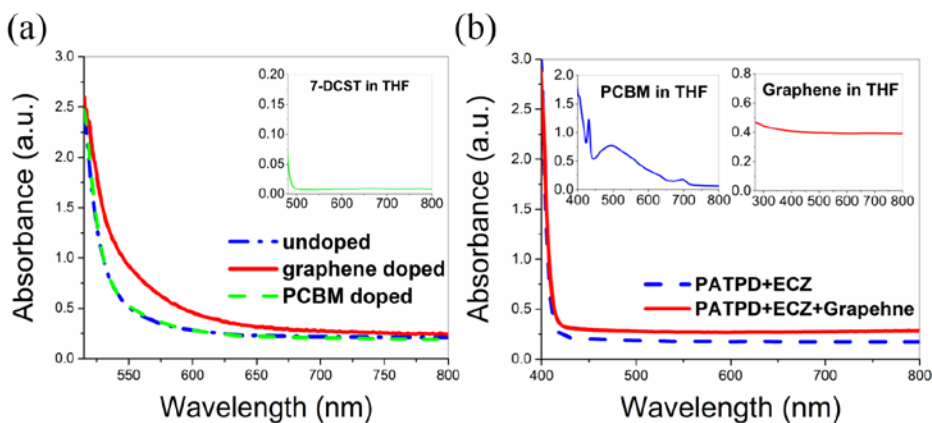 (a)
3.0
2.5
2.0
1.5
1.0
0.5
0.0
Absorbance (a.u.)
550 600 650 700 750 800
Wavelength (nm)
0.20
0.15
0.10
0.05
0.00
7-DCST in THF
500 550 600 650 700 750 800
undoped
graphene doped
PCBM doped
(b)
3.0
2.5
2.0
1.5
1.0
0.5
0.0
Absorbance (a.u.)
400 500 600 700 800
Wavelength (nm)
2.0
1.5
1.0
0.5
0.0
PCBM in THF
400 500 600 700 800
0.8
0.6
0.4
0.2
0.0
Graphene in THF
300 400 500 600 700 800
PATPD+ECZ
PATPD+ECZ+Grapehne